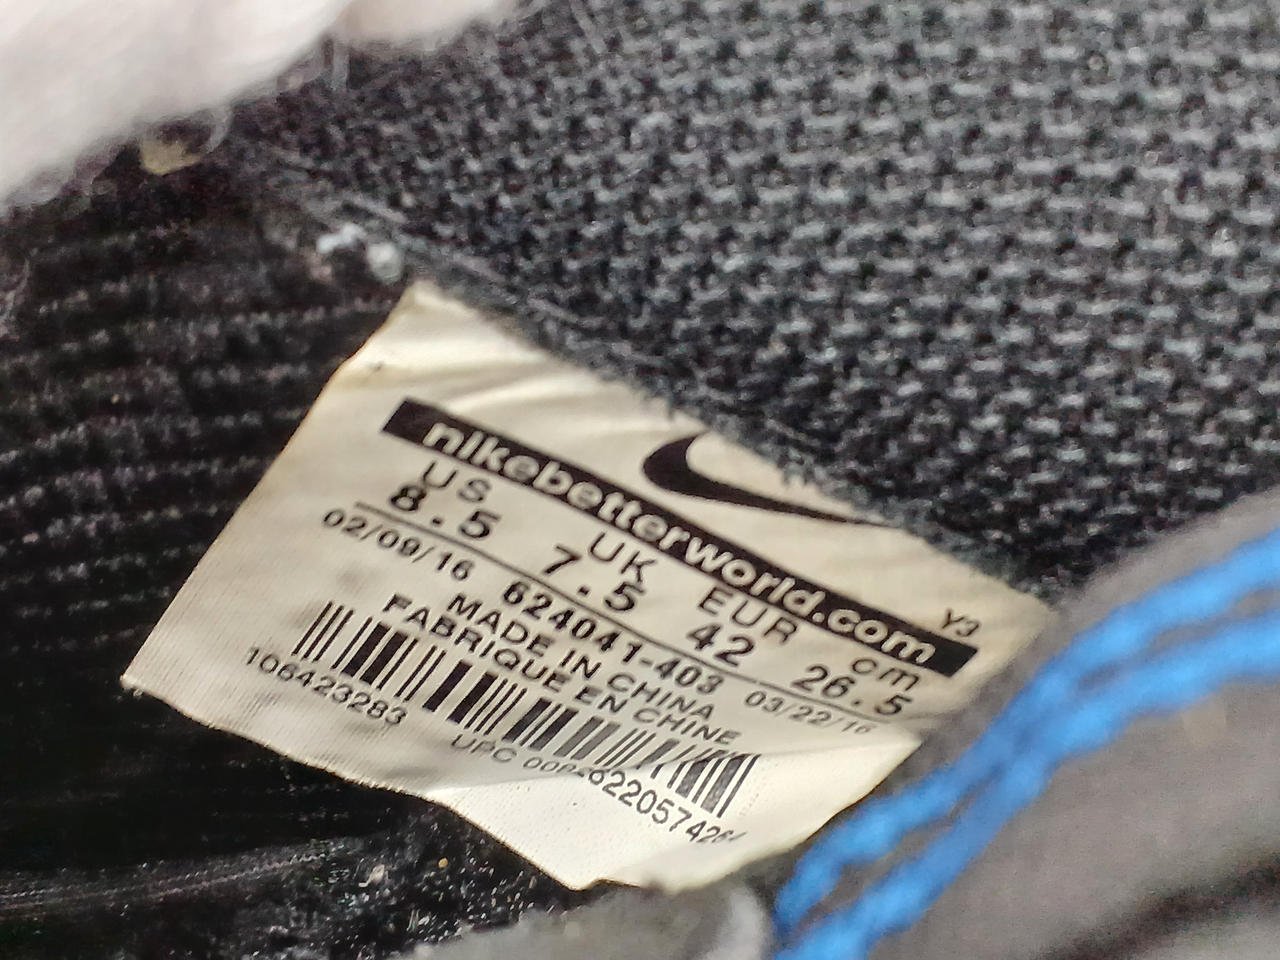 nikebetterworld.com
Y3
US UK EUR cm
8.5 7.5 42 26.5
02/09/16 624041-403 03/22/16
MADE IN CHINA
FABRIQUE EN CHINE
106423283
UPC